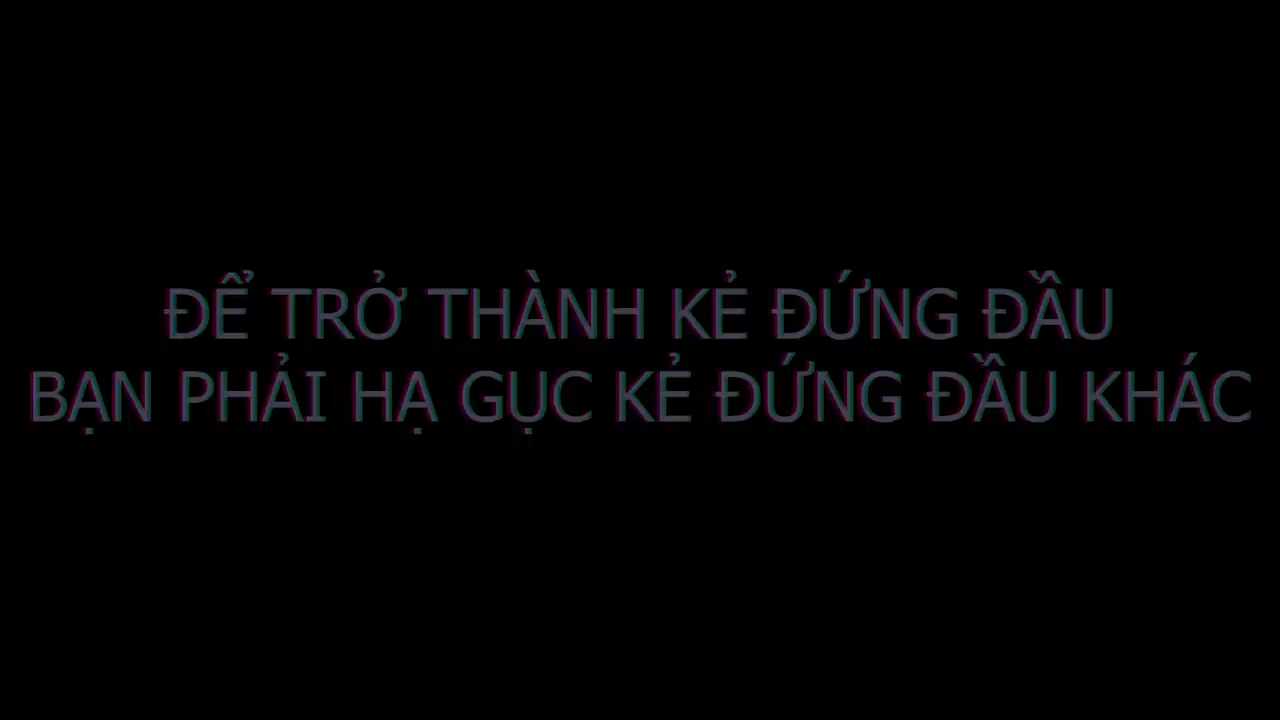 ĐỂ TRỞ THÀNH KẺ ĐỨNG ĐẦU
BẠN PHẢI HẠ GỤC KẺ ĐỨNG ĐẦU KHÁC